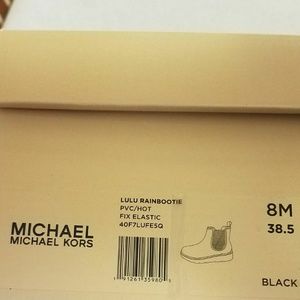 LULU RAINBOOTIE
PVC/HOT
FIX ELASTIC
40F7LUFE5Q
8M
38.5
MICHAEL
MICHAEL KORS
BLACK